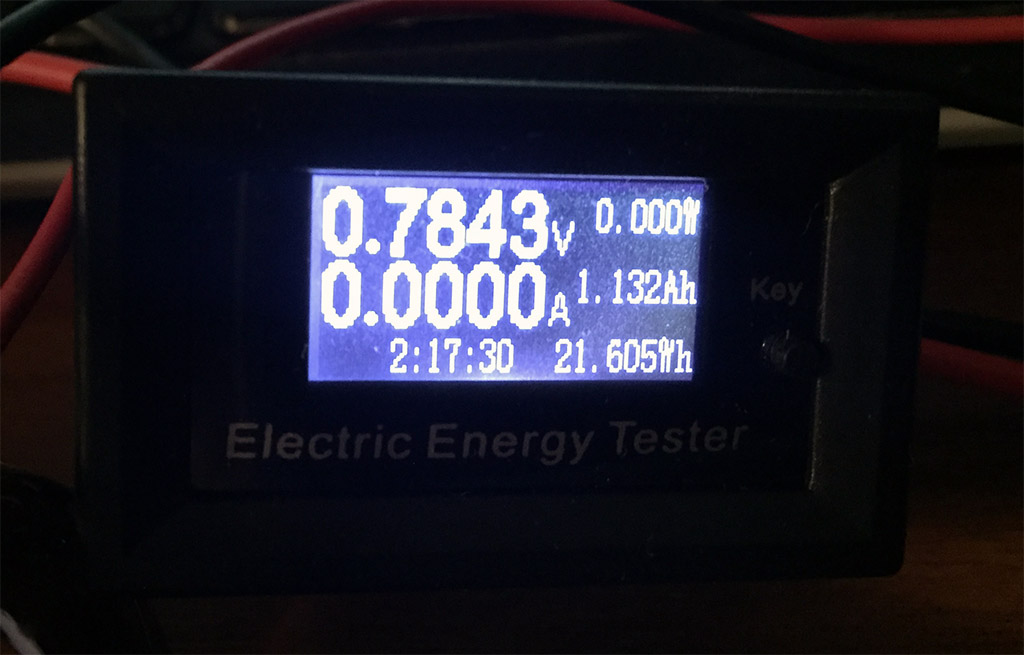 0.7843V 0.000W
0.0000A 1.132Ah
2:17:30 21.605Wh
Key
Electric Energy Tester